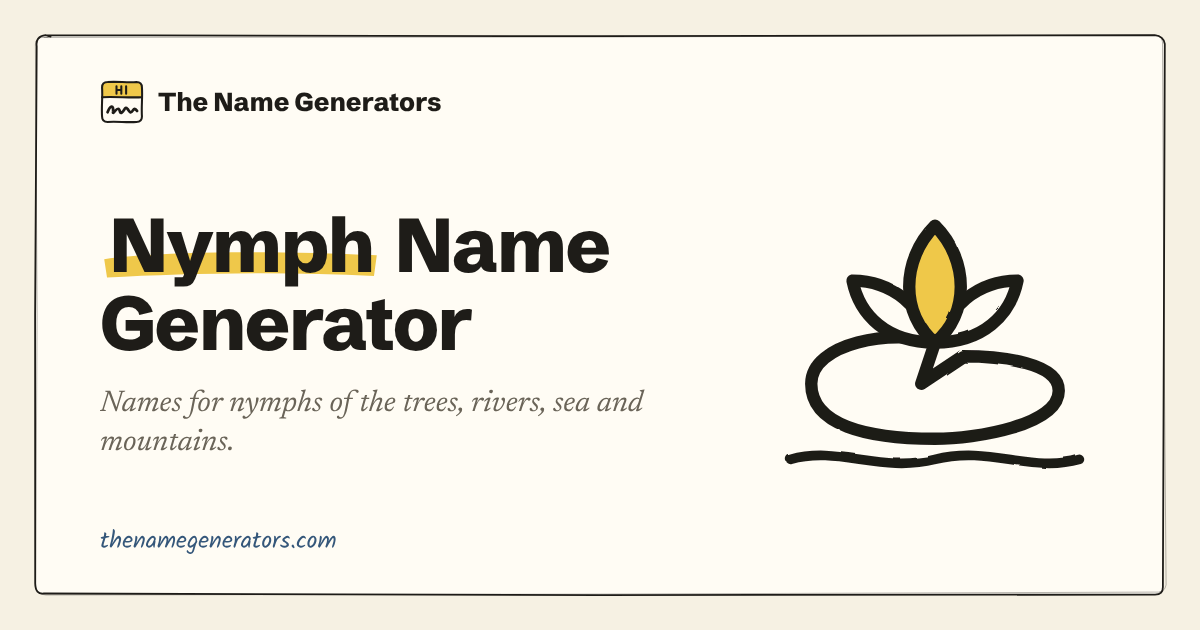 HI
The Name Generators
Nymph Name
Generator
Names for nymphs of the trees, rivers, sea and
mountains.
thenamegenerators.com